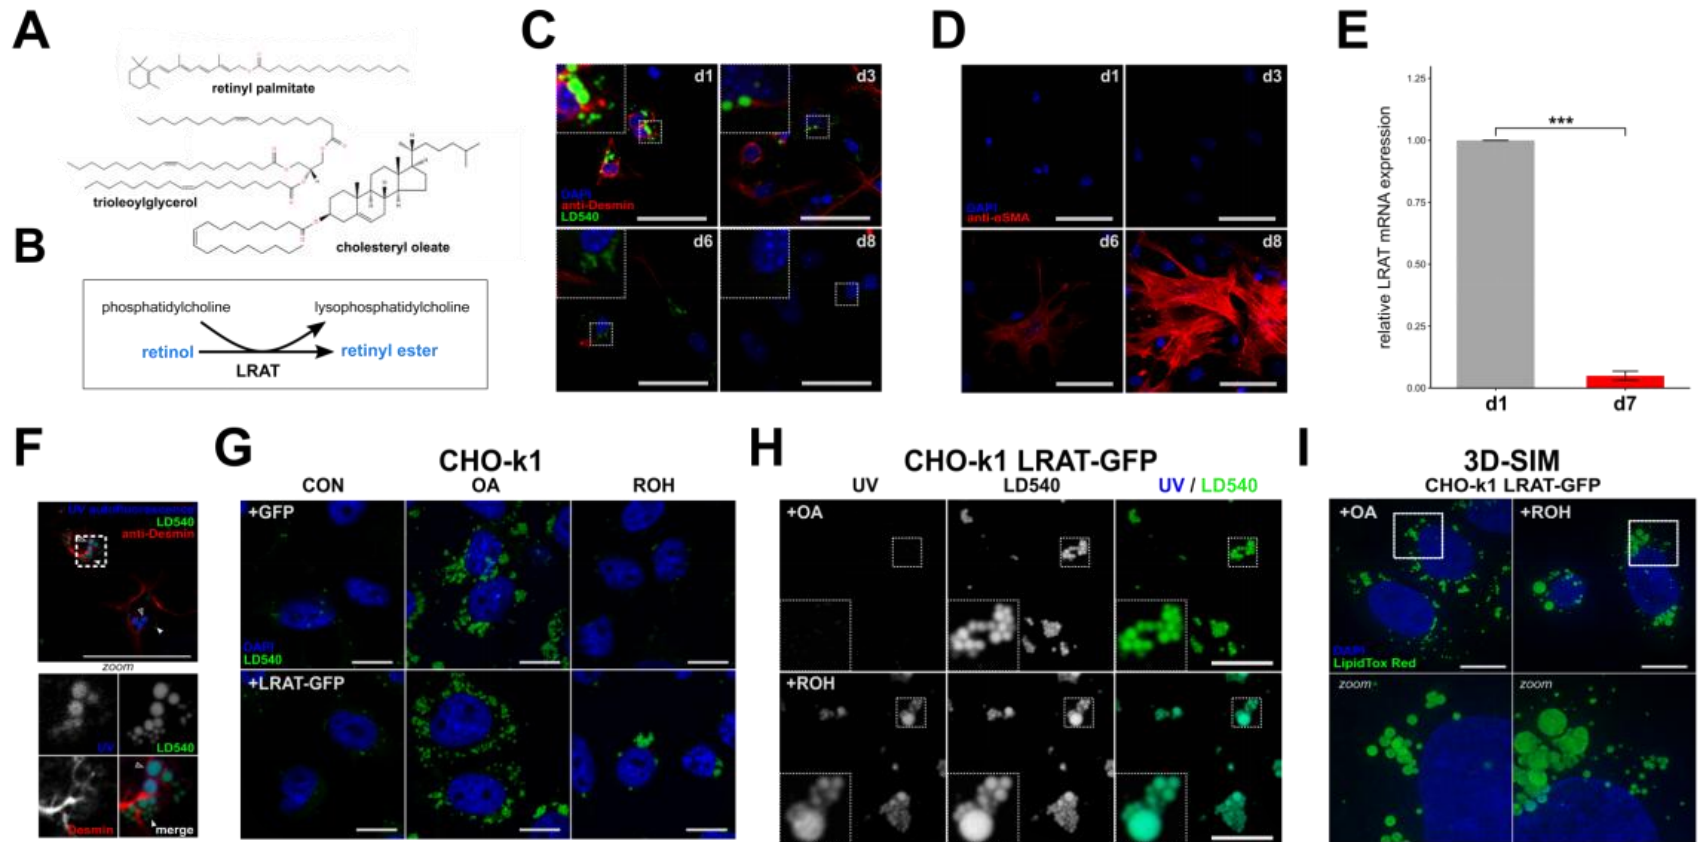 A
retinyl palmitate
trioleoylglycerol
cholesteryl oleate
B
phosphatidylcholine
lysophosphatidylcholine
retinol
retinyl ester
LRAT
C
d1
d3
DAPI
anti-Desmin
LD540
d6
d8
D
d1
d3
DAPI
anti-αSMA
d6
d8
E
relative LRAT mRNA expression
1.25
1.00
0.75
0.50
0.25
0.00
***
d1
d7
F
UV autofluorescence
LD540
anti-Desmin
zoom
UV
LD540
Desmin
merge
G
CHO-k1
CON
OA
ROH
+GFP
DAPI
LD540
+LRAT-GFP
H
CHO-k1 LRAT-GFP
UV
LD540
UV / LD540
+OA
+ROH
I
3D-SIM
CHO-k1 LRAT-GFP
+OA
+ROH
DAPI
LipidTox Red
zoom
zoom